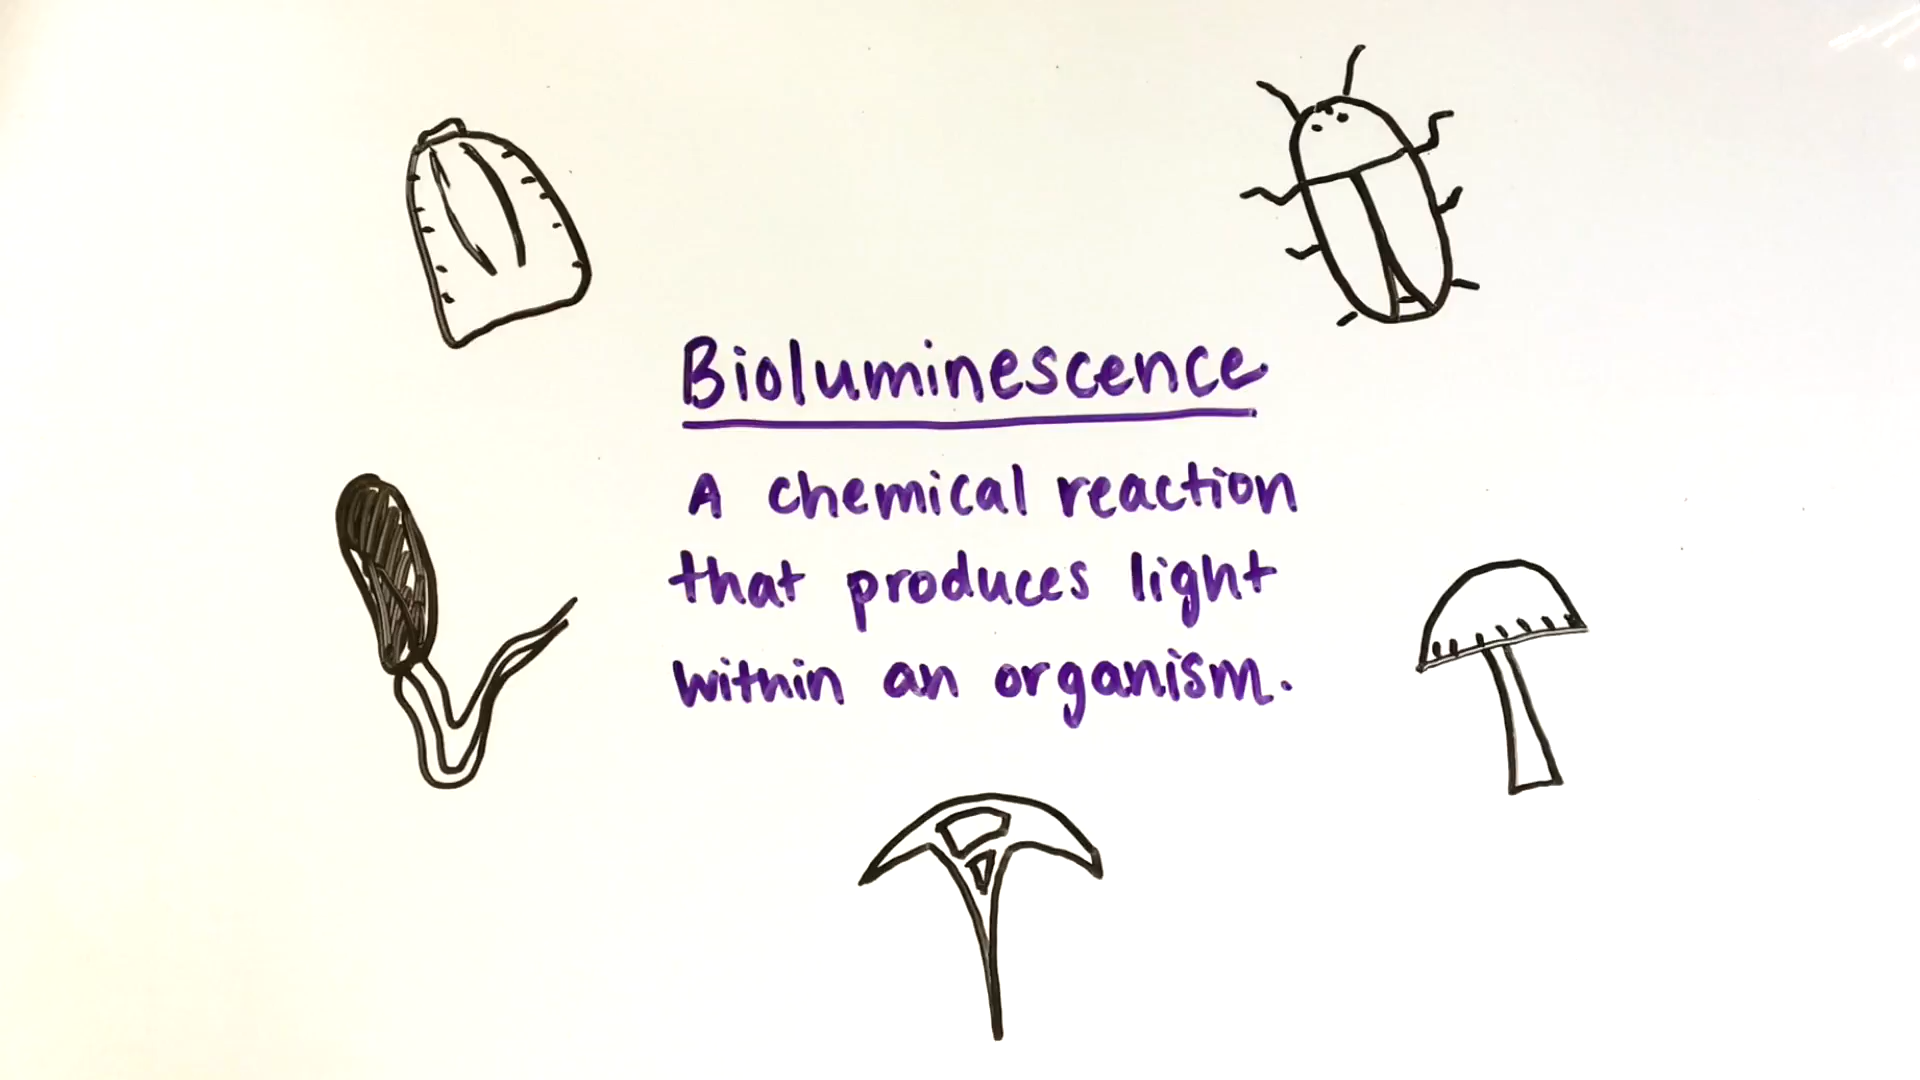 Bioluminescence
A chemical reaction
that produces light
within an organism.